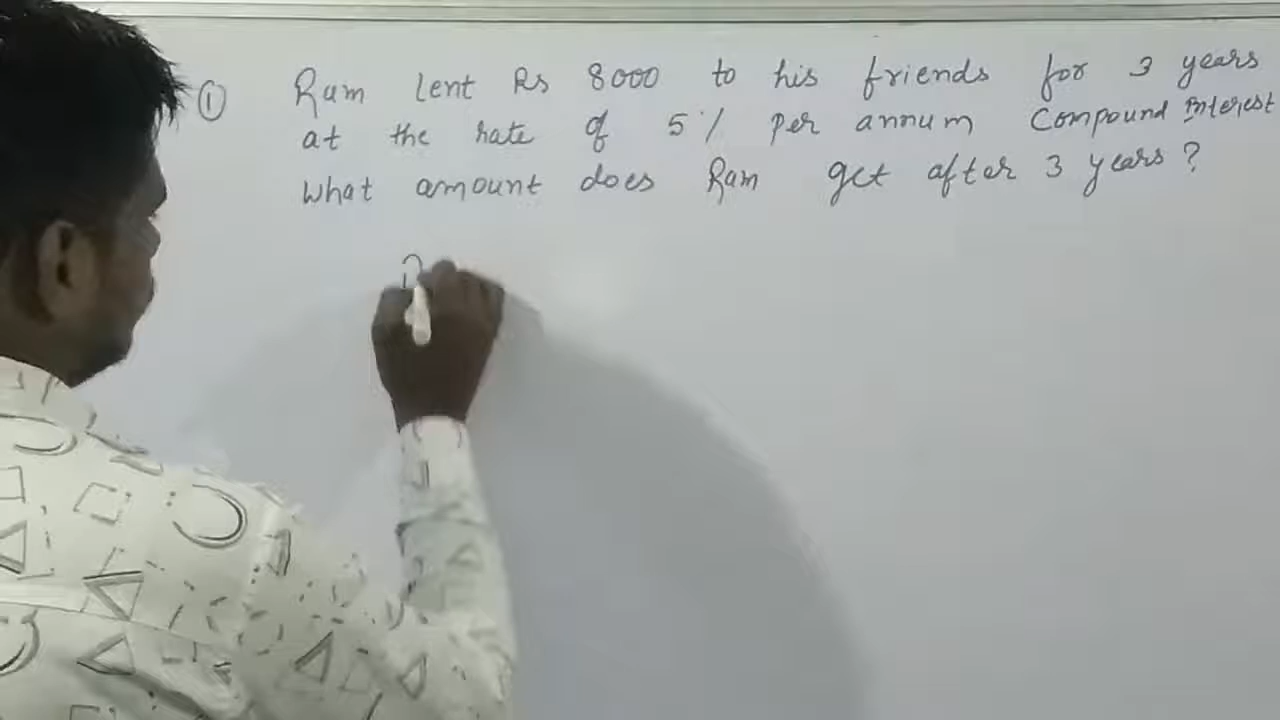 ① Ram lent Rs 8000 to his friends for 3 years
at the rate of 5% per annum Compound interest
What amount does Ram get after 3 years?
P